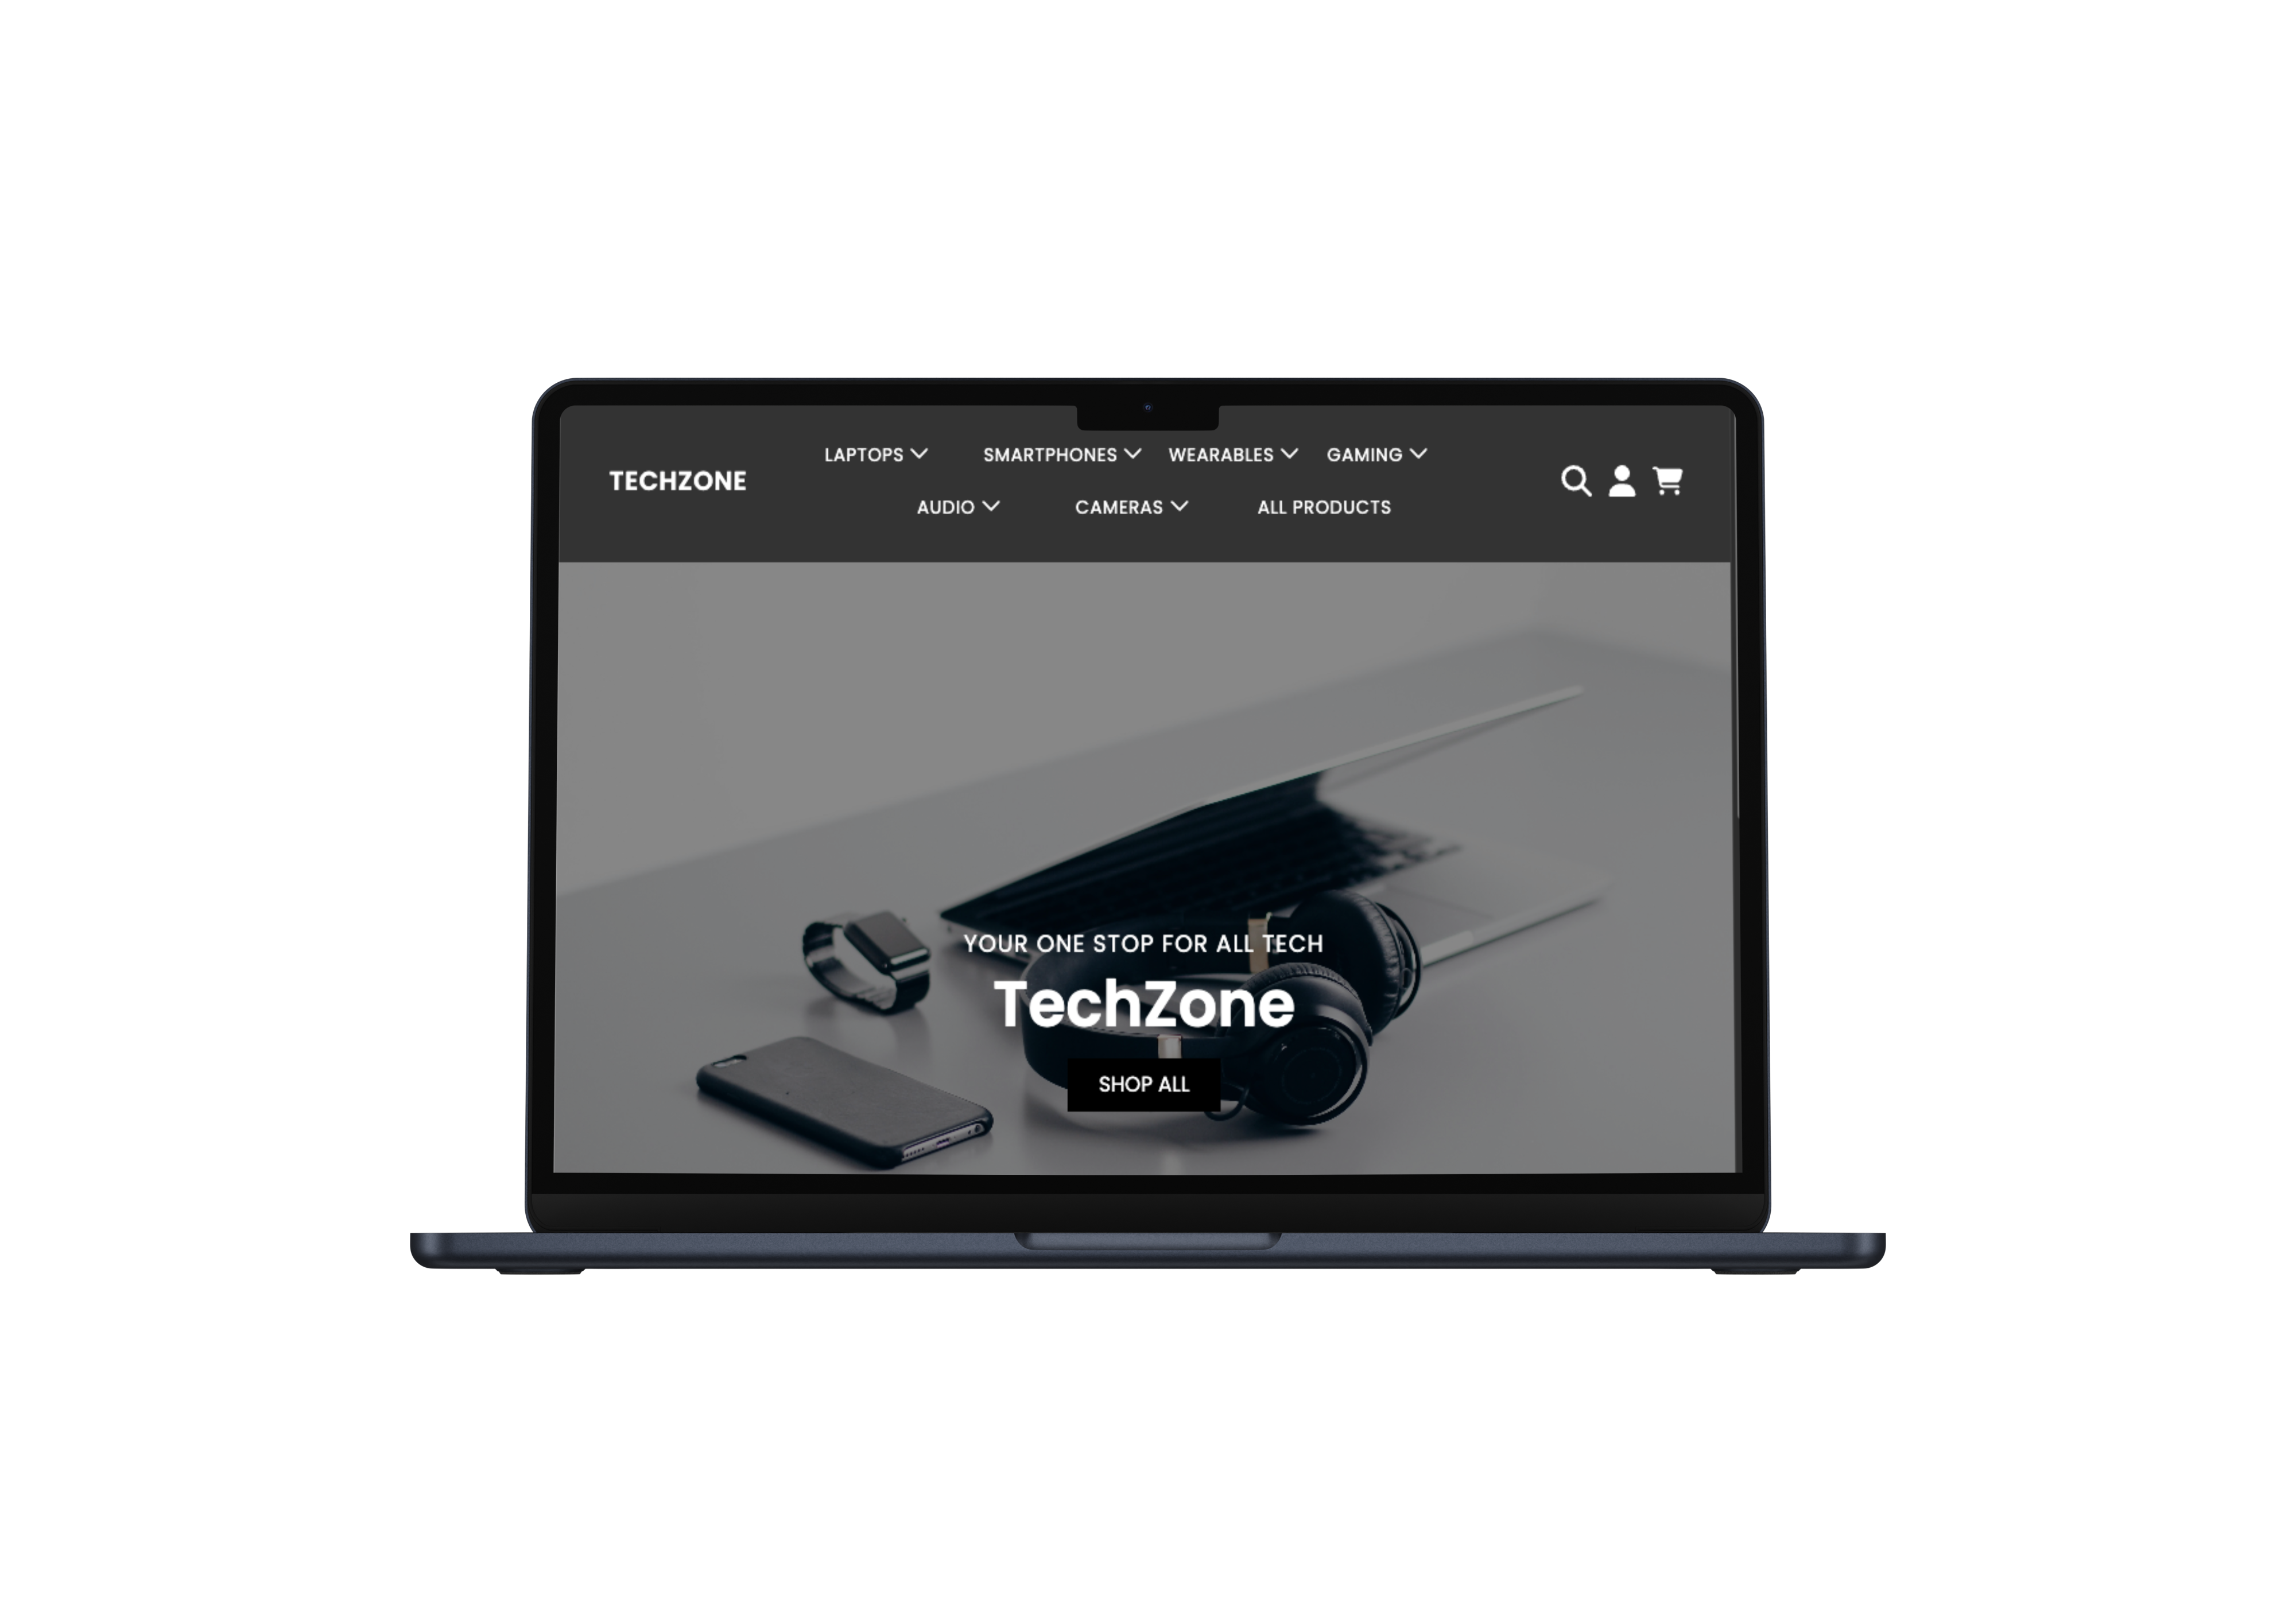 TECHZONE
LAPTOPS SMARTPHONES WEARABLES GAMING
AUDIO CAMERAS ALL PRODUCTS
YOUR ONE STOP FOR ALL TECH
TechZone
SHOP ALL